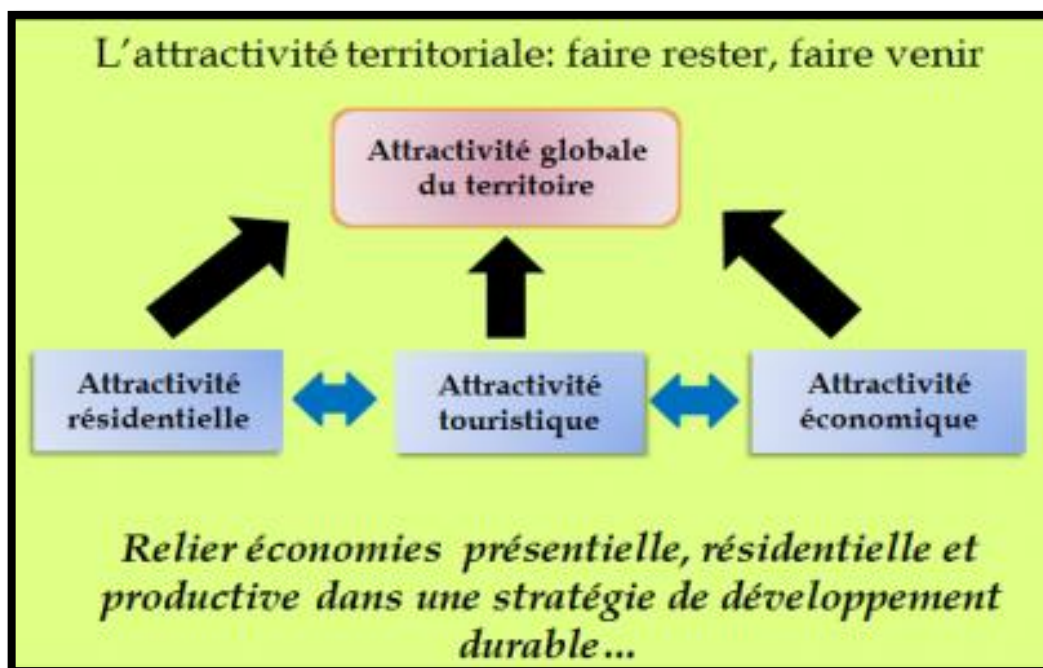 L'attractivité territoriale: faire rester, faire venir
Attractivité globale
du territoire
Attractivité
résidentielle
Attractivité
touristique
Attractivité
économique
Relier économies présentielle, résidentielle et
productive dans une stratégie de développement
durable...